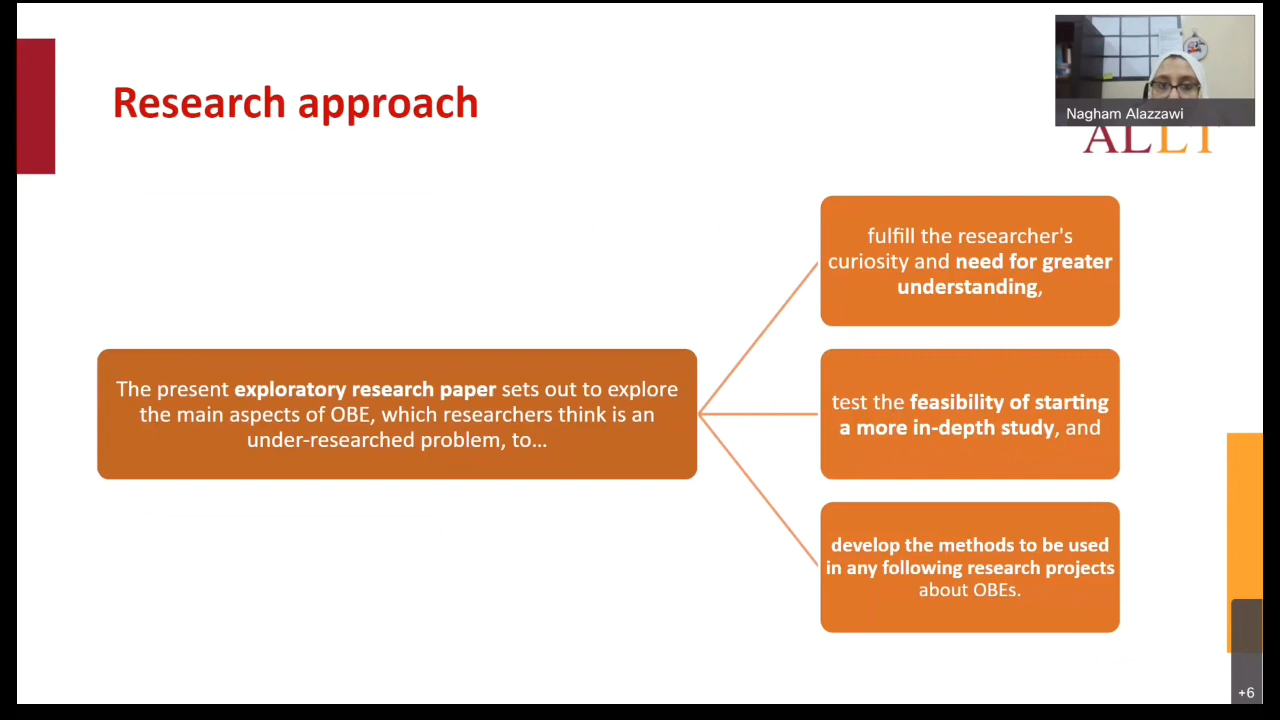 Research approach
Nagham Alazzawi
ALLT
The present exploratory research paper sets out to explore
the main aspects of OBE, which researchers think is an
under-researched problem, to...
fulfill the researcher's
curiosity and need for greater
understanding,
test the feasibility of starting
a more in-depth study, and
develop the methods to be used
in any following research projects
about OBEs.
+6